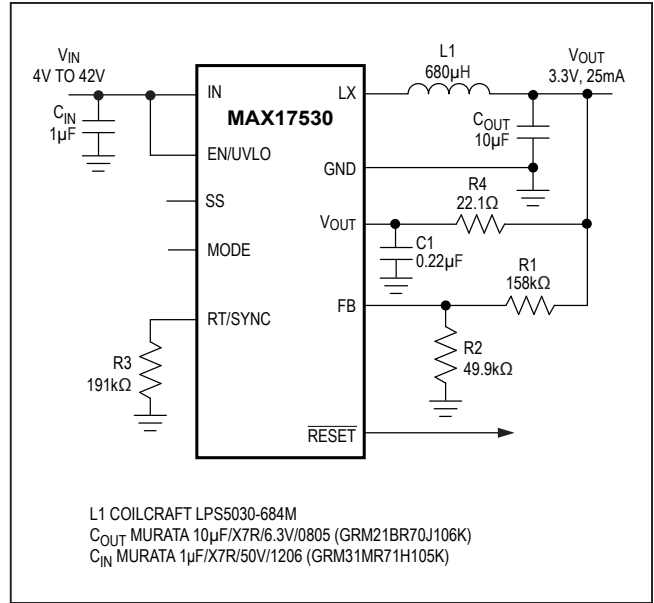 VIN
4V TO 42V
CIN
1µF
IN
EN/UVLO
SS
MODE
RT/SYNC
R3
191kΩ
MAX17530
LX
GND
VOUT
FB
RESET
L1
680µH
VOUT
3.3V, 25mA
COUT
10µF
R4
22.1Ω
C1
0.22µF
R1
158kΩ
R2
49.9kΩ
L1 COILCRAFT LPS5030-684M
COUT MURATA 10µF/X7R/6.3V/0805 (GRM21BR70J106K)
CIN MURATA 1µF/X7R/50V/1206 (GRM31MR71H105K)